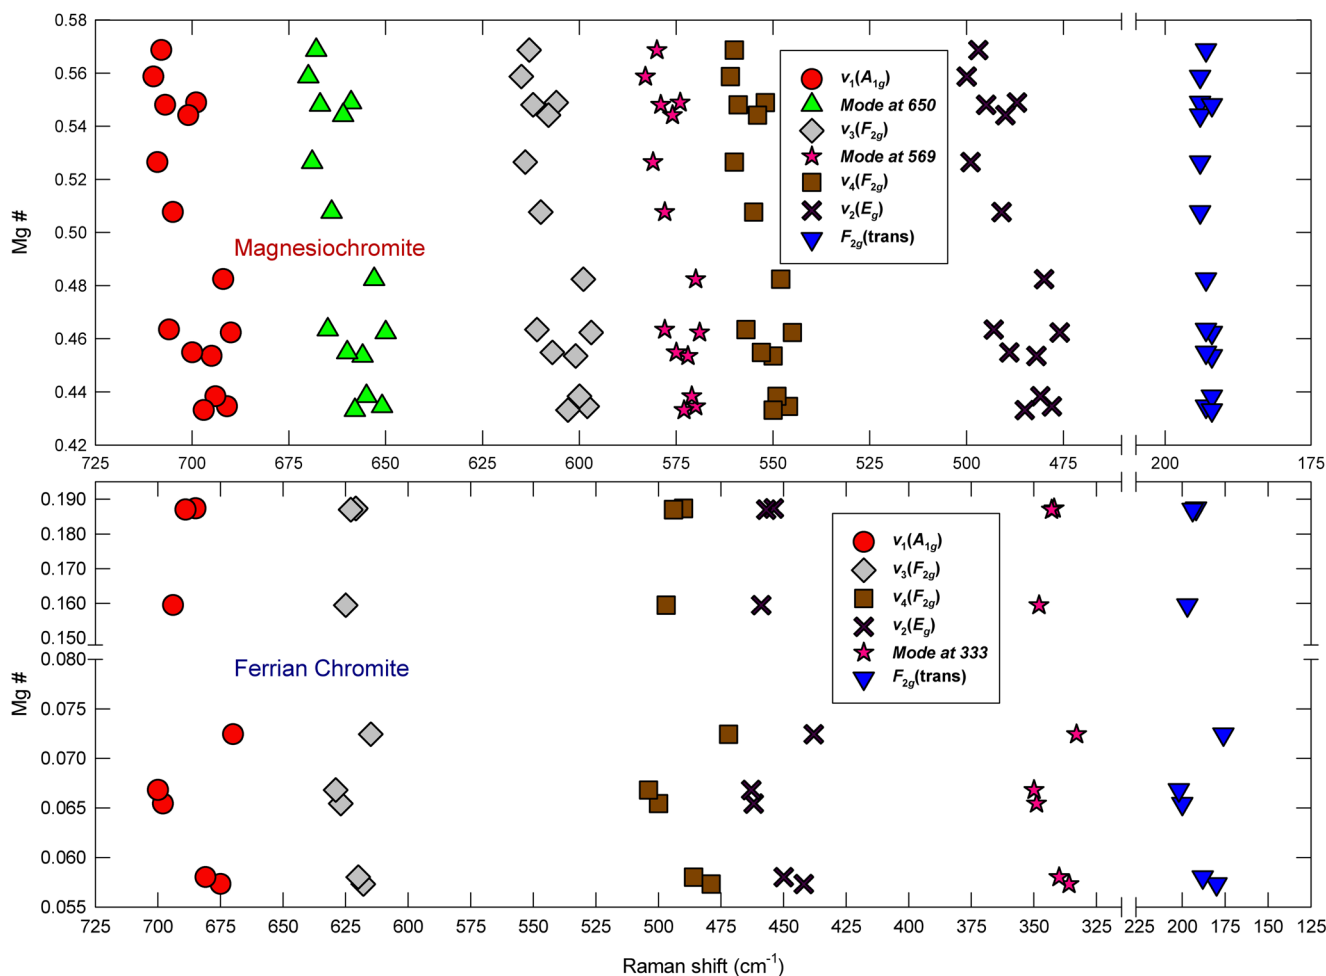 0.58
0.56
0.54
0.52
0.50
0.48
0.46
0.44
0.42
Mg #
Magnesiochromite
ν₁(A₁g)
Mode at 650
ν₃(F₂g)
Mode at 569
ν₄(F₂g)
ν₂(Eg)
F₂g(trans)
725 700 675 650 625 600 575 550 525 500 475 200 175
0.190
0.180
0.170
0.160
0.150
0.080
0.075
0.070
0.065
0.060
0.055
Mg #
Ferrian Chromite
ν₁(A₁g)
ν₃(F₂g)
ν₄(F₂g)
ν₂(Eg)
Mode at 333
F₂g(trans)
725 700 675 650 625 600 575 550 525 500 475 450 425 400 375 350 325 225 200 175 150 125
Raman shift (cm⁻¹)